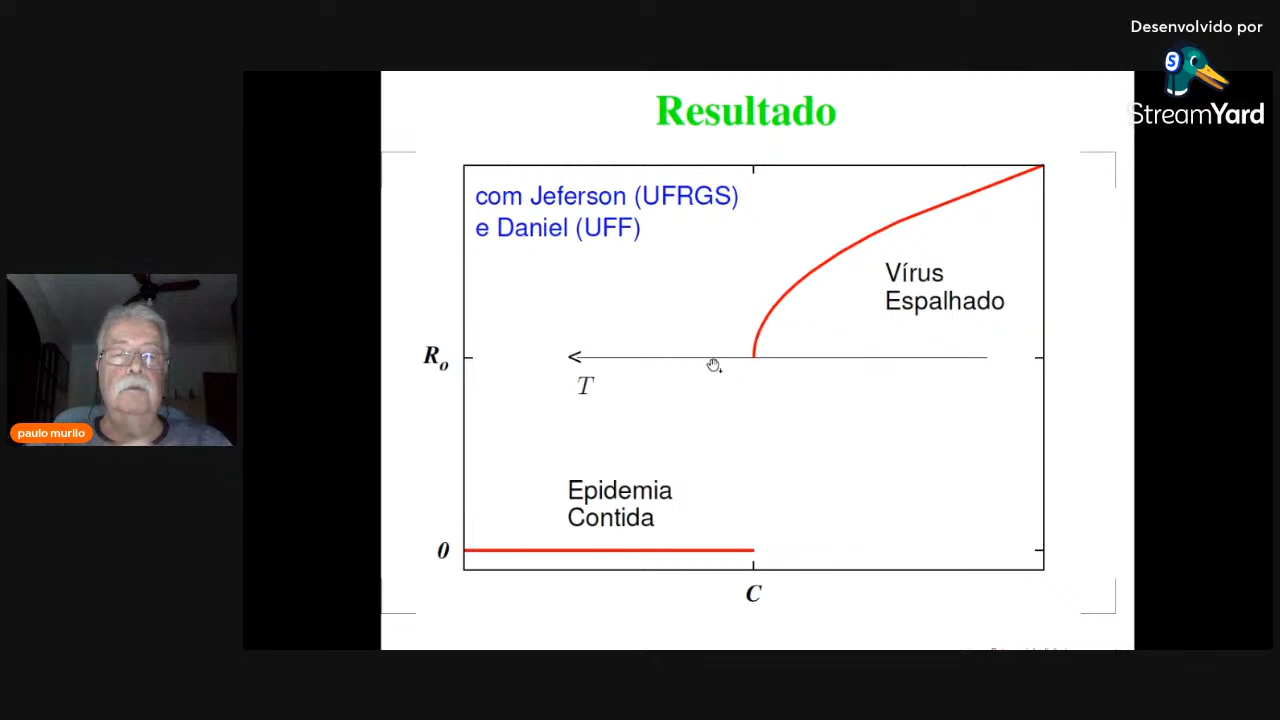 Desenvolvido por
StreamYard
Resultado
com Jeferson (UFRGS)
e Daniel (UFF)
Vírus
Espalhado
Ro
T
Epidemia
Contida
0
C
paulo murilo